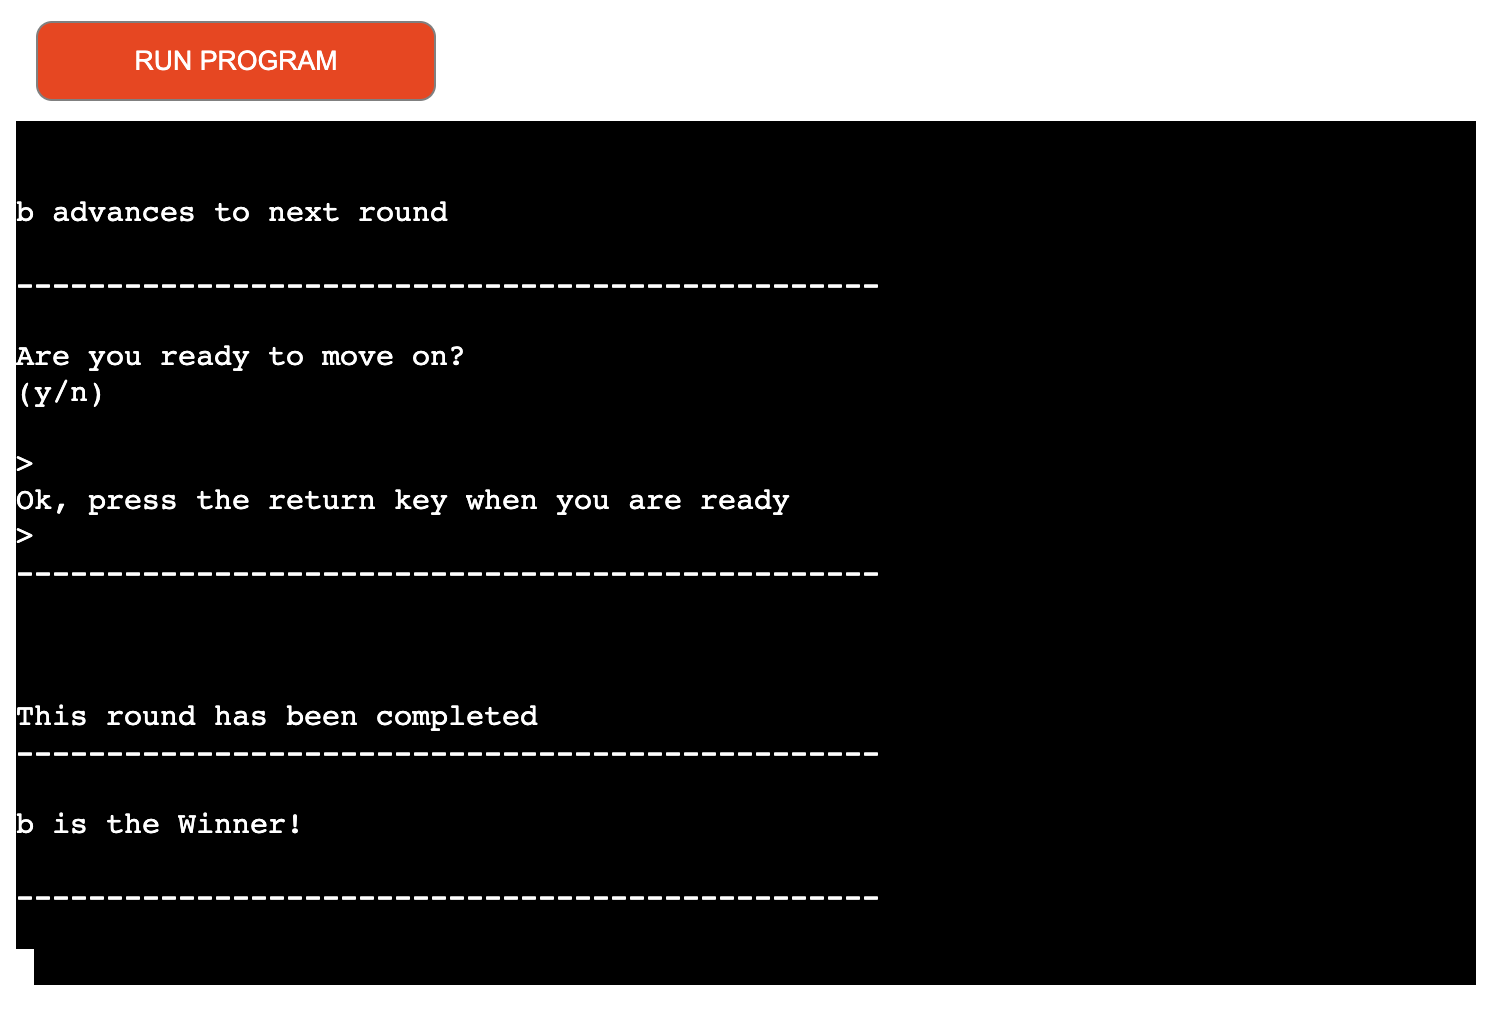 RUN PROGRAM
b advances to next round
------------------------------------------------
Are you ready to move on?
(y/n)
>
Ok, press the return key when you are ready
>
------------------------------------------------
This round has been completed
------------------------------------------------
b is the Winner!
------------------------------------------------